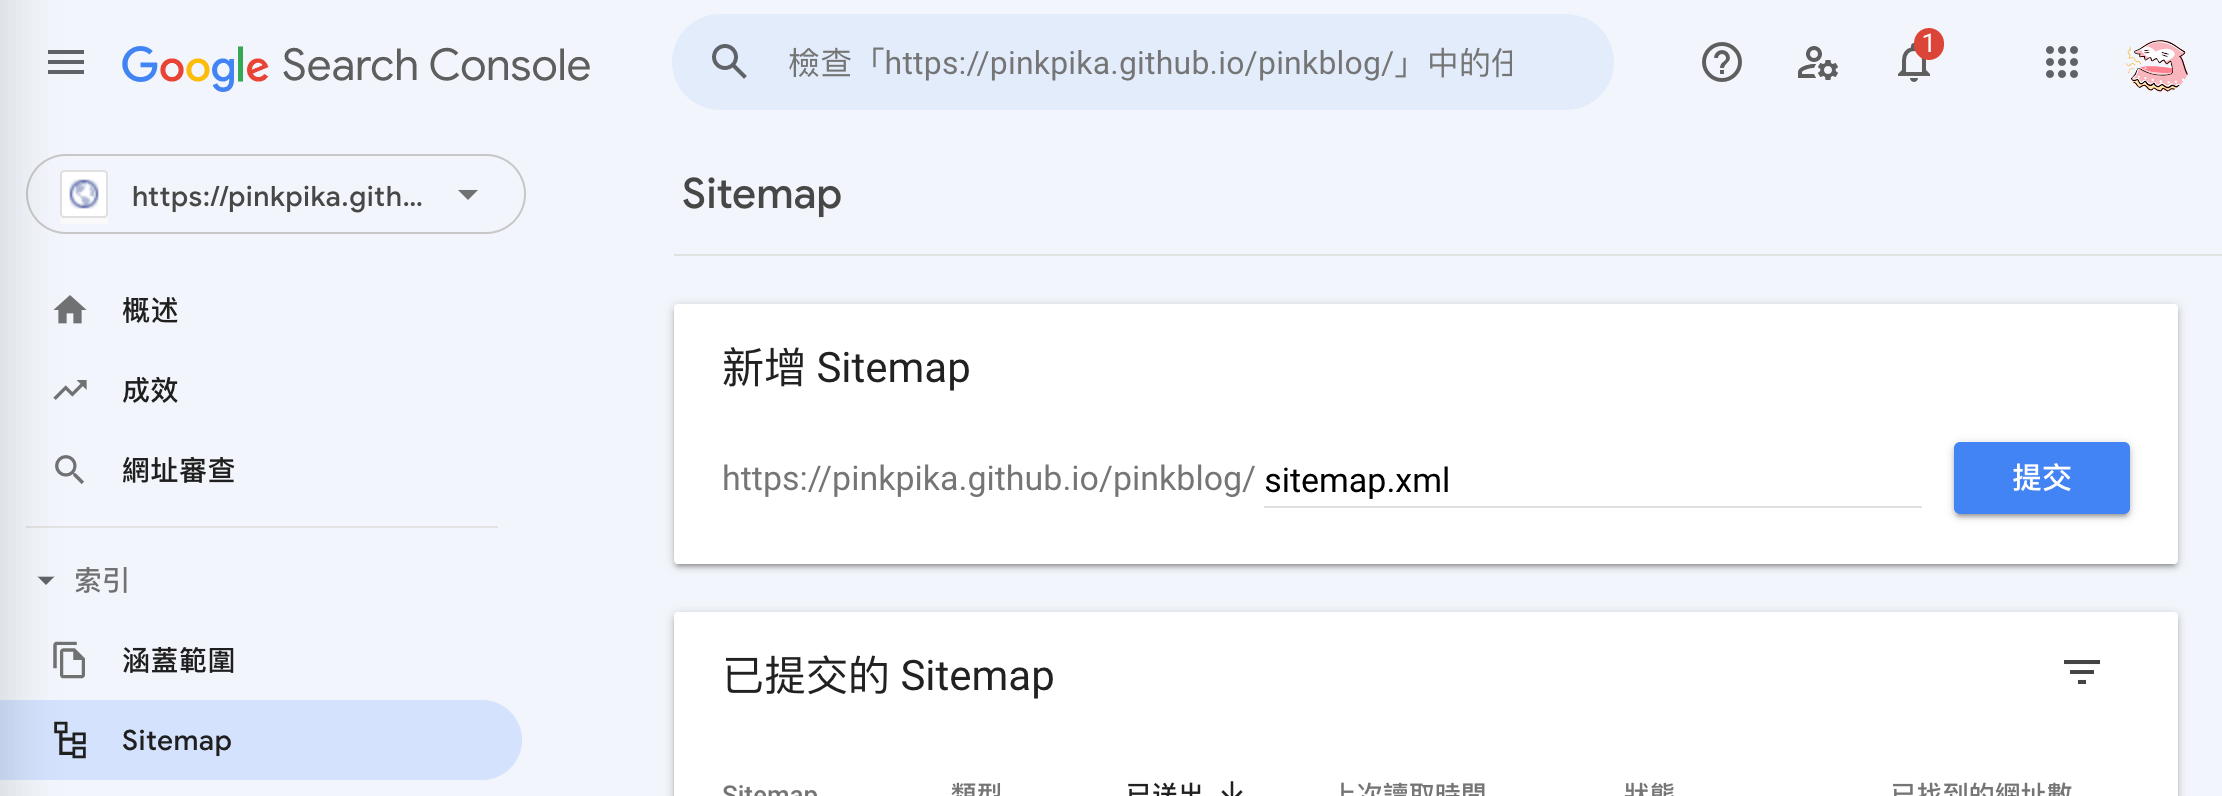 Google Search Console
檢查「https://pinkpika.github.io/pinkblog/」中的任
1
https://pinkpika.gith...
概述
成效
網址審查
索引
涵蓋範圍
Sitemap
Sitemap
新增 Sitemap
https://pinkpika.github.io/pinkblog/ sitemap.xml
提交
已提交的 Sitemap
Sitemap 類型 已送出 ↓ 上次讀取時間 狀態 已找到的網址數